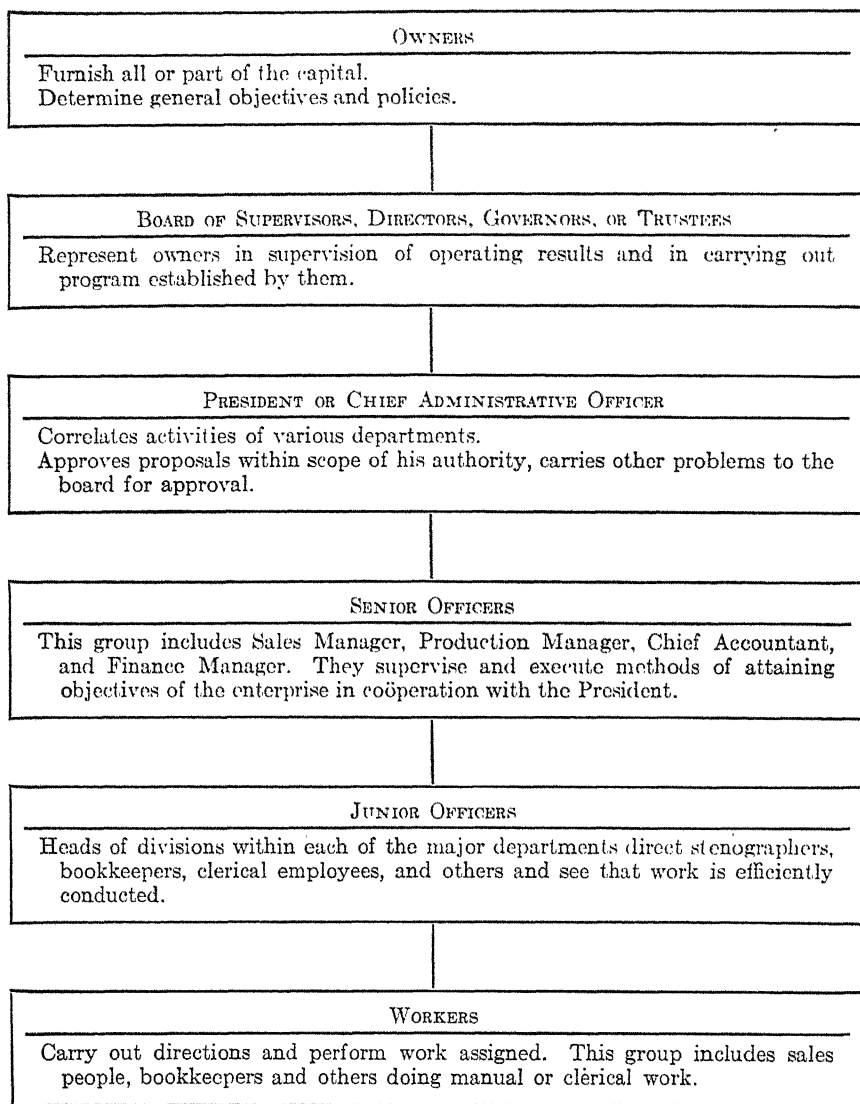 OWNERS
Furnish all or part of the capital.
Determine general objectives and policies.
BOARD OF SUPERVISORS, DIRECTORS, GOVERNORS, OR TRUSTEES
Represent owners in supervision of operating results and in carrying out
program established by them.
PRESIDENT OR CHIEF ADMINISTRATIVE OFFICER
Correlates activities of various departments.
Approves proposals within scope of his authority, carries other problems to the
board for approval.
SENIOR OFFICERS
This group includes Sales Manager, Production Manager, Chief Accountant,
and Finance Manager. They supervise and execute methods of attaining
objectives of the enterprise in coöperation with the President.
JUNIOR OFFICERS
Heads of divisions within each of the major departments direct stenographers,
bookkeepers, clerical employees, and others and see that work is efficiently
conducted.
WORKERS
Carry out directions and perform work assigned. This group includes sales
people, bookkeepers and others doing manual or clerical work.